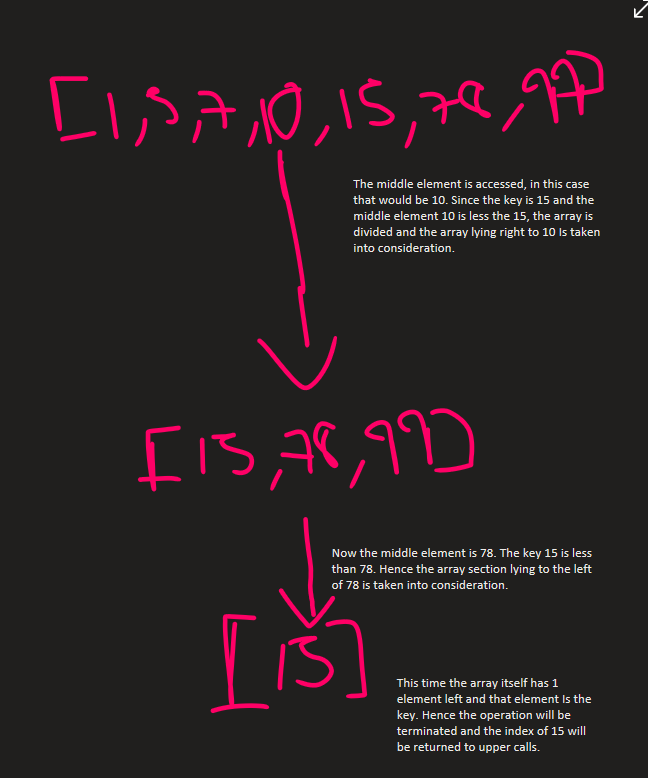 [1,5,7,10,15,78,99]
The middle element is accessed, in this case
that would be 10. Since the key is 15 and the
middle element 10 is less the 15, the array is
divided and the array lying right to 10 Is taken
into consideration.
[15,78,99]
Now the middle element is 78. The key 15 is less
than 78. Hence the array section lying to the left
of 78 is taken into consideration.
[15]
This time the array itself has 1
element left and that element Is the
key. Hence the operation will be
terminated and the index of 15 will
be returned to upper calls.